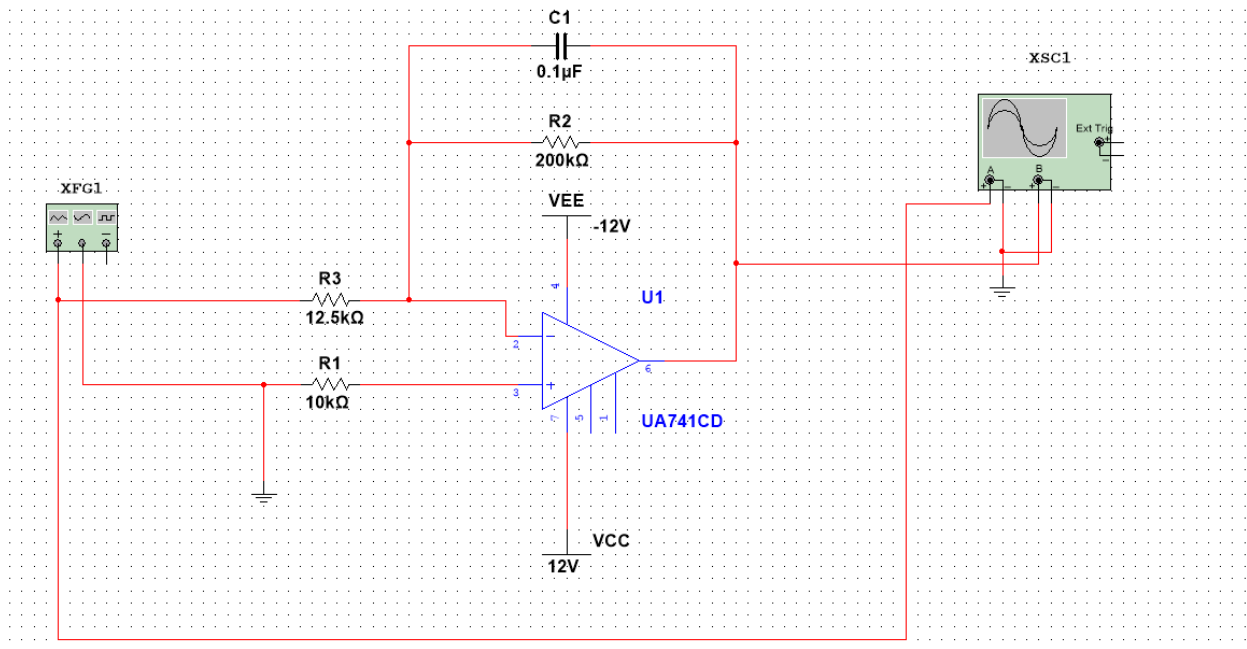 C1
0.1µF
XSC1
R2
200kΩ
Ext Trig
+
−
A
B
+
−
+
−
XFG1
+
−
VEE
-12V
4
R3
12.5kΩ
U1
2
−
6
R1
10kΩ
3
+
7
5
1
UA741CD
VCC
12V